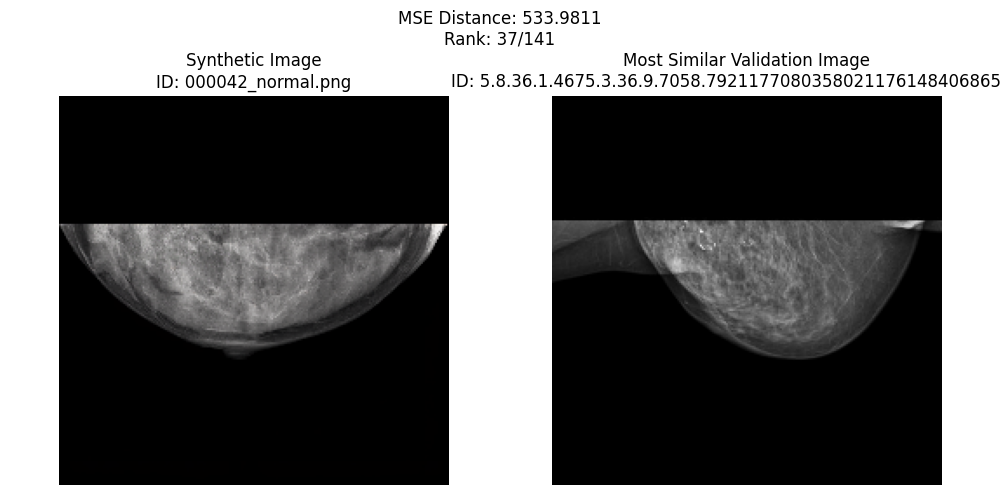 MSE Distance: 533.9811
Rank: 37/141
Synthetic Image
ID: 000042_normal.png
Most Similar Validation Image
ID: 5.8.36.1.4675.3.36.9.7058.79211770803580211176148406865